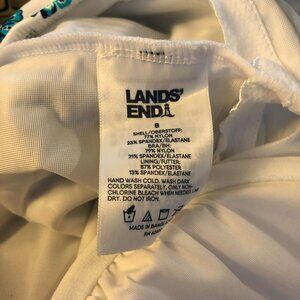 LANDS'
END
8
SHELL/OBERSTOFF:
77% NYLON
23% SPANDEX/ELASTANE
BRA/BH:
79% NYLON
21% SPANDEX/ELASTANE
LINING/FUTTER:
87% POLYESTER
13% SPANDEX/ELASTANE
HAND WASH COLD. WASH DARK
COLORS SEPARATELY. ONLY NON-
CHLORINE BLEACH WHEN NEEDED.
DRY. DO NOT IRON.
MADE IN
RN